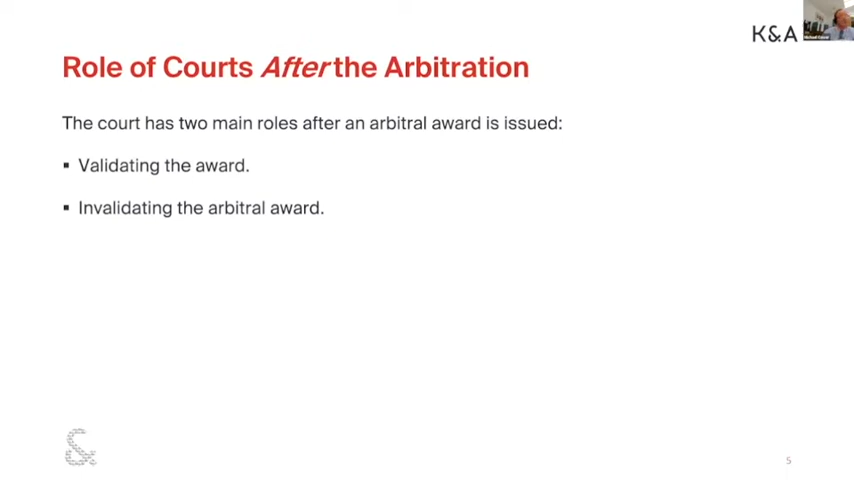 K&A
Role of Courts After the Arbitration
The court has two main roles after an arbitral award is issued:
▪ Validating the award.
▪ Invalidating the arbitral award.
&
5